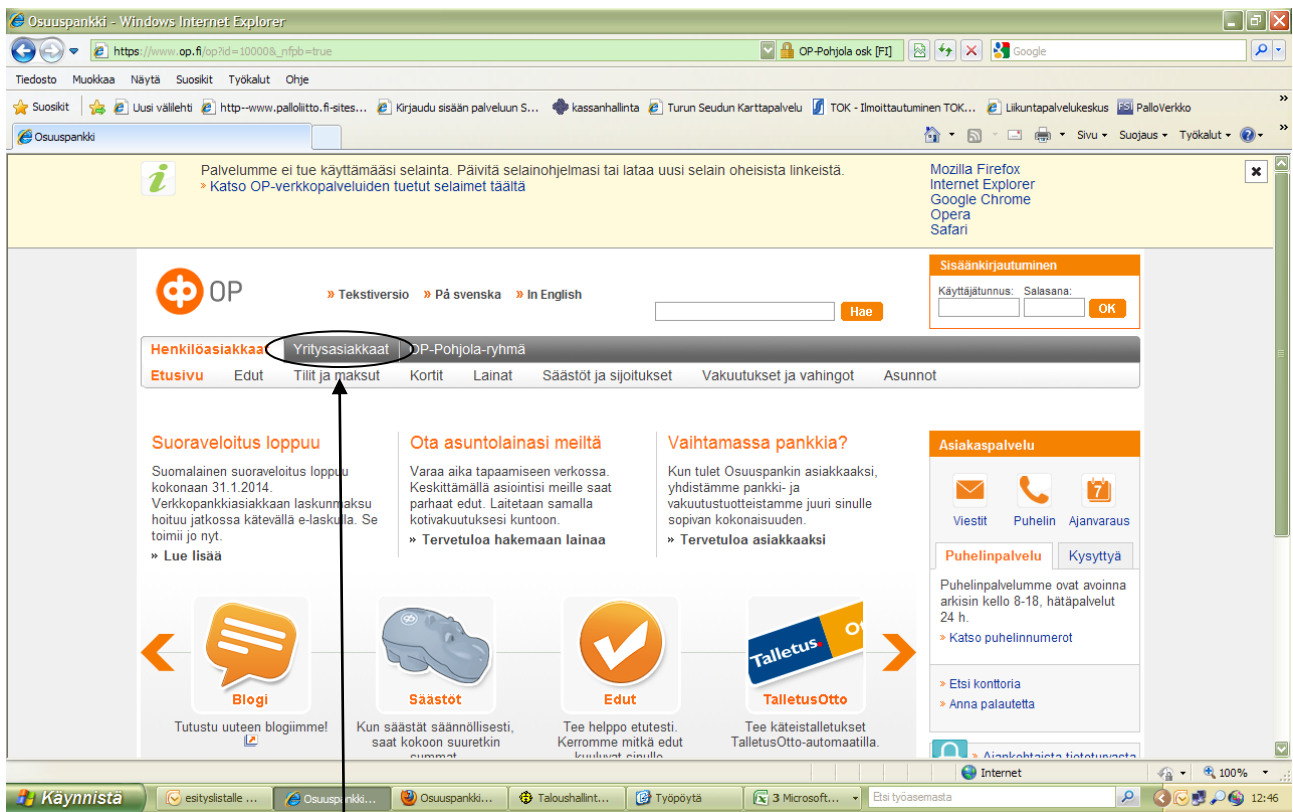 Osuuspankki - Windows Internet Explorer
https://www.op.fi/op?id=10000&_nfpb=true
OP-Pohjola osk [FI]
Google
Tiedosto Muokkaa Näytä Suosikit Työkalut Ohje
Suosikit Uusi välilehti http--www.palloliitto.fi-sites... Kirjaudu sisään palveluun S... kassanhallinta Turun Seudun Karttapalvelu TOK - Ilmoittautuminen TOK... Liikuntapalvelukeskus PalloVerkko »
Osuuspankki
Sivu Suojaus Työkalut »
Palvelumme ei tue käyttämääsi selainta. Päivitä selainohjelmasi tai lataa uusi selain oheisista linkeistä.
» Katso OP-verkkopalveluiden tuetut selaimet täältä
Mozilla Firefox
Internet Explorer
Google Chrome
Opera
Safari
OP
» Tekstiversio » På svenska » In English
Hae
Sisäänkirjautuminen
Käyttäjätunnus: Salasana:
OK
Henkilöasiakkaat Yritysasiakkaat OP-Pohjola-ryhmä
Etusivu Edut Tilit ja maksut Kortit Lainat Säästöt ja sijoitukset Vakuutukset ja vahingot Asunnot
Suoraveloitus loppuu
Suomalainen suoraveloitus loppuu
kokonaan 31.1.2014.
Verkkopankkiasiakkaan laskunmaksu
hoituu jatkossa kätevällä e-laskulla. Se
toimii jo nyt.
» Lue lisää
Ota asuntolainasi meiltä
Varaa aika tapaamiseen verkossa.
Keskittämällä asiointisi meille saat
parhaat edut. Laitetaan samalla
kotivakuutuksesi kuntoon.
» Tervetuloa hakemaan lainaa
Vaihtamassa pankkia?
Kun tulet Osuuspankin asiakkaaksi,
yhdistämme pankki- ja
vakuutustuotteistamme juuri sinulle
sopivan kokonaisuuden.
» Tervetuloa asiakkaaksi
Asiakaspalvelu
7
Viestit Puhelin Ajanvaraus
Puhelinpalvelu Kysyttyä
Puhelinpalvelumme ovat avoinna
arkisin kello 8-18, hätäpalvelut
24 h.
» Katso puhelinnumerot
» Etsi konttoria
» Anna palautetta
» Ajankohtaista tietoturvasta
Blogi
Tutustu uuteen blogiimme!
Säästöt
Kun säästät säännöllisesti,
saat kokoon suuretkin
summat.
Edut
Tee helppo etutesti.
Kerromme mitkä edut
kuuluvat sinulle
Talletus. Ot
TalletusOtto
Tee käteistalletukset
TalletusOtto-automaatilla.
Internet
100%
Käynnistä esityslistalle ... Osuuspankki... Osuuspankki... Taloushallint... Työpöytä 3 Microsoft... Etsi työasemasta 12:46